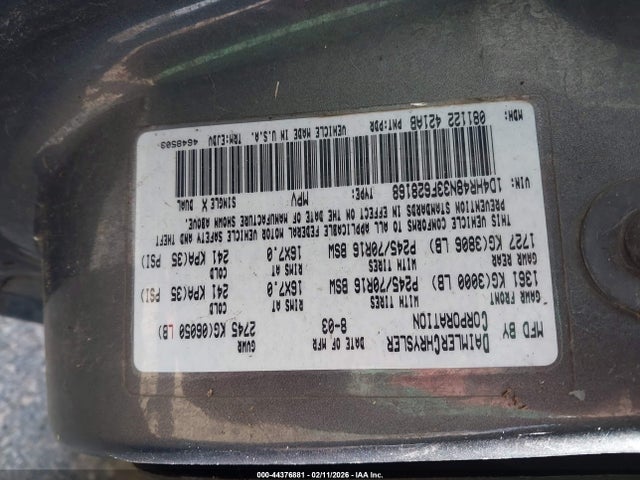 MFD BY DAIMLERCHRYSLER CORPORATION
DATE OF MFR 8-03
GVWR 2745 KG(06050 LB)
GAWR FRONT 1361 KG(3000 LB)
WITH TIRES P245/70R16 BSW
RIMS AT 16X7.0
COLD 241 KPA(35 PSI)
GAWR REAR 1727 KG(3806 LB)
WITH TIRES P245/70R16 BSW
RIMS AT 16X7.0
COLD 241 KPA(35 PSI)
THIS VEHICLE CONFORMS TO ALL APPLICABLE FEDERAL MOTOR VEHICLE SAFETY AND THEFT
PREVENTION STANDARDS IN EFFECT ON THE DATE OF MANUFACTURE SHOWN ABOVE.
VIN: 1D4HR48N33F628168 TYPE: MPV SINGLE X DUAL
MDH: 081122 421AB PNT:PDR VEHICLE MADE IN U.S.A. TRM:EJDV 4648503
000-44376881 - 02/11/2026 - IAA Inc.